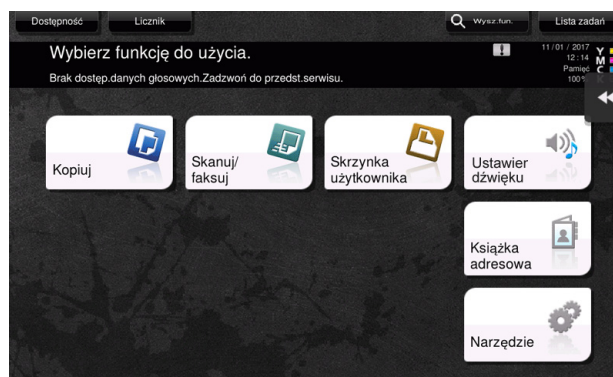 Dostępność
Licznik
Wysz.fun.
Lista zadań
Wybierz funkcję do użycia.
Brak dostęp.danych głosowych.Zadzwoń do przedst.serwisu.
11/01 / 2017
12:14
Pamięć
100%
Y
M
C
Kopiuj
Skanuj/
faksuj
Skrzynka
użytkownika
Ustawier
dźwięku
Książka
adresowa
Narzędzie